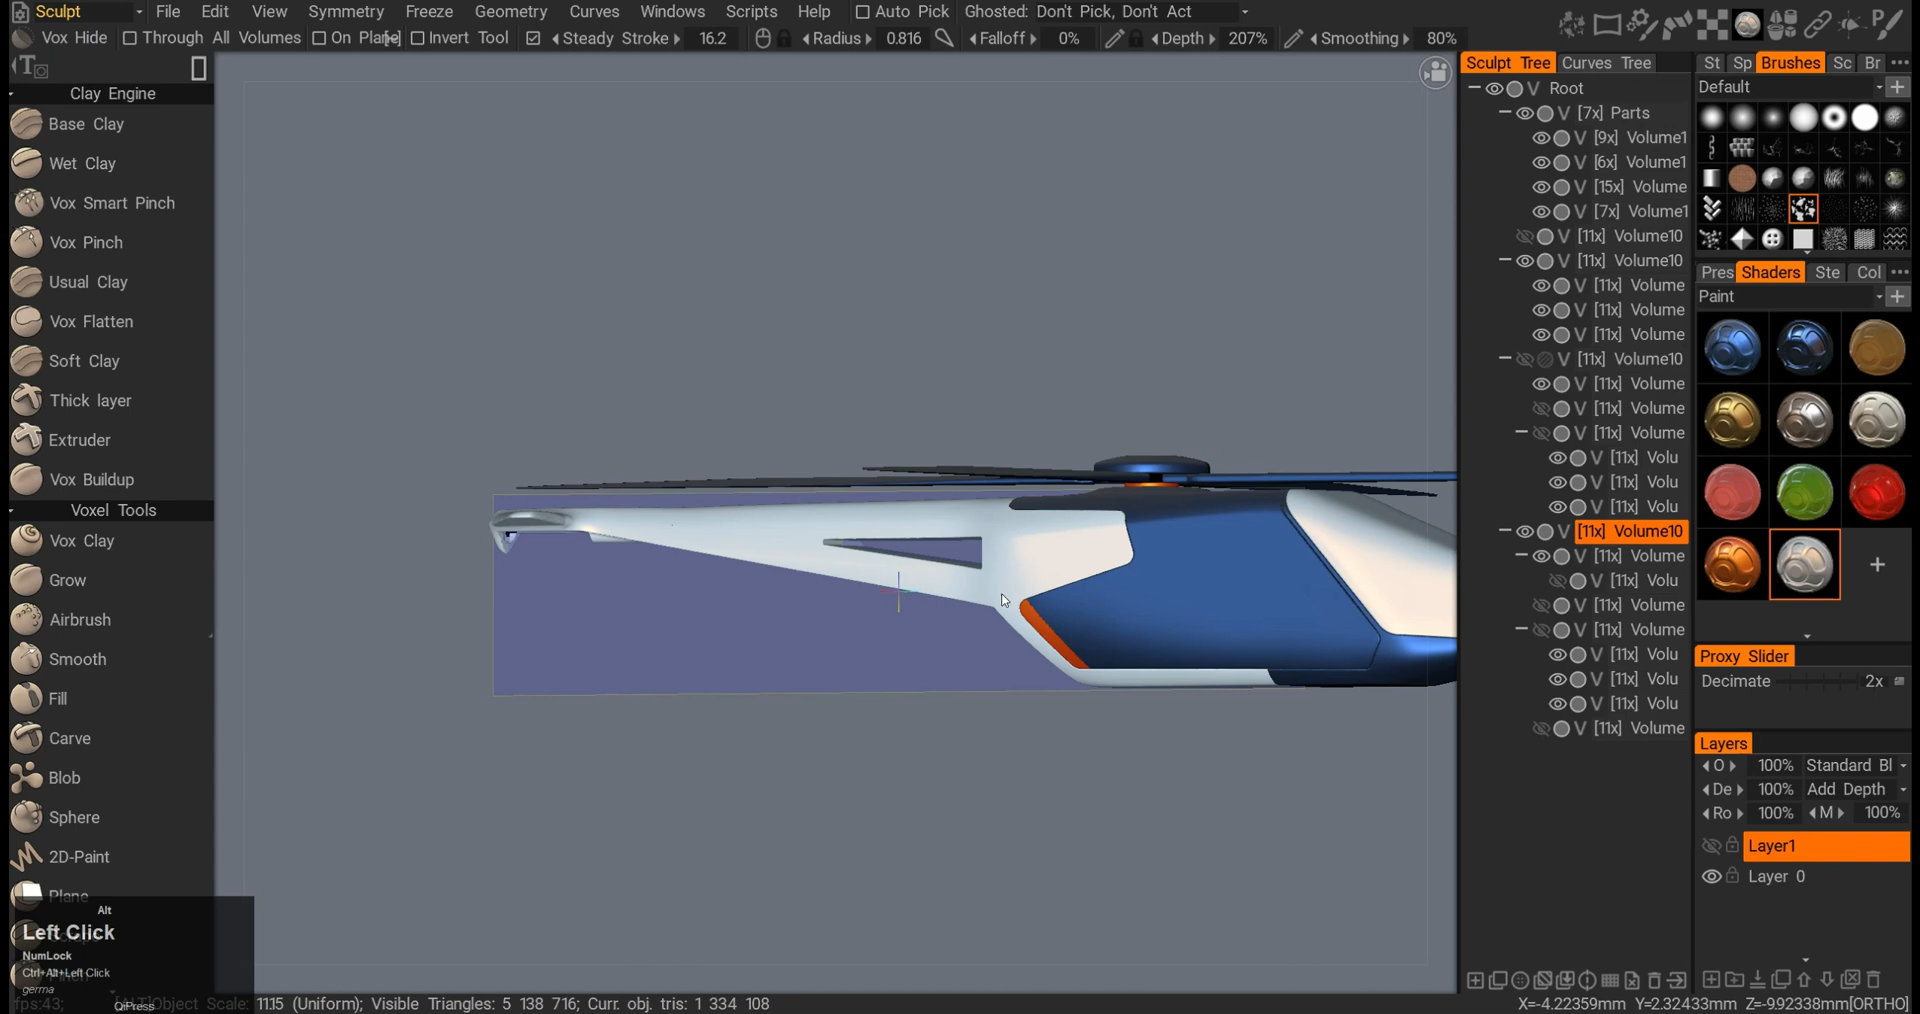 Sculpt File Edit View Symmetry Freeze Geometry Curves Windows Scripts Help Auto Pick Ghosted: Don't Pick, Don't Act
Vox Hide Through All Volumes On Plane Invert Tool Steady Stroke 16.2 Radius 0.816 Falloff 0% Depth 207% Smoothing 80%
Clay Engine
Base Clay
Wet Clay
Vox Smart Pinch
Vox Pinch
Usual Clay
Vox Flatten
Soft Clay
Thick layer
Extruder
Vox Buildup
Voxel Tools
Vox Clay
Grow
Airbrush
Smooth
Fill
Carve
Blob
Sphere
2D-Paint
Plane
Alt
Left Click
NumLock
Ctrl+Alt+Left Click
germa
QiPress
fps:43; [ALT]Object Scale: 1.115 (Uniform); Visible Triangles: 5 138 716; Curr. obj. tris: 1 334 108
X=-4.22359mm Y=2.32433mm Z=-9.92338mm[ORTHO]
Sculpt Tree Curves Tree
V Root
V [7x] Parts
V [9x] Volume1
V [6x] Volume1
V [15x] Volume
V [7x] Volume1
V [11x] Volume10
V [11x] Volume10
V [11x] Volume
V [11x] Volume
V [11x] Volume
V [11x] Volume10
V [11x] Volume
V [11x] Volume
V [11x] Volume
V [11x] Volu
V [11x] Volu
V [11x] Volu
V [11x] Volume10
V [11x] Volume
V [11x] Volu
V [11x] Volume
V [11x] Volume
V [11x] Volu
V [11x] Volu
V [11x] Volu
V [11x] Volume
St Sp Brushes Sc Br
Default
Pres Shaders Ste Col
Paint
Proxy Slider
Decimate 2x
Layers
O 100% Standard Bl
De 100% Add Depth
Ro 100% M 100%
Layer1
Layer 0